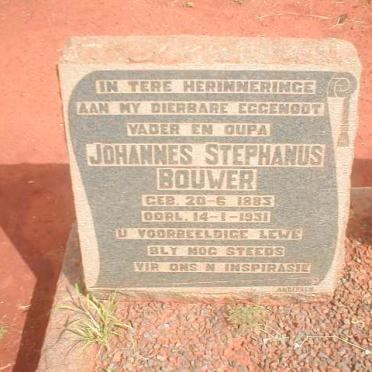 IN TERE HERINNERINGE
AAN MY DIERBARE EGGENOOT
VADER EN OUPA
JOHANNES STEPHANUS
BOUWER
GEB. 20-6-1883
OORL. 14-1-1931
U VOORBEELDIGE LEWE
BLY NOG STEEDS
VIR ONS N INSPIRASIE